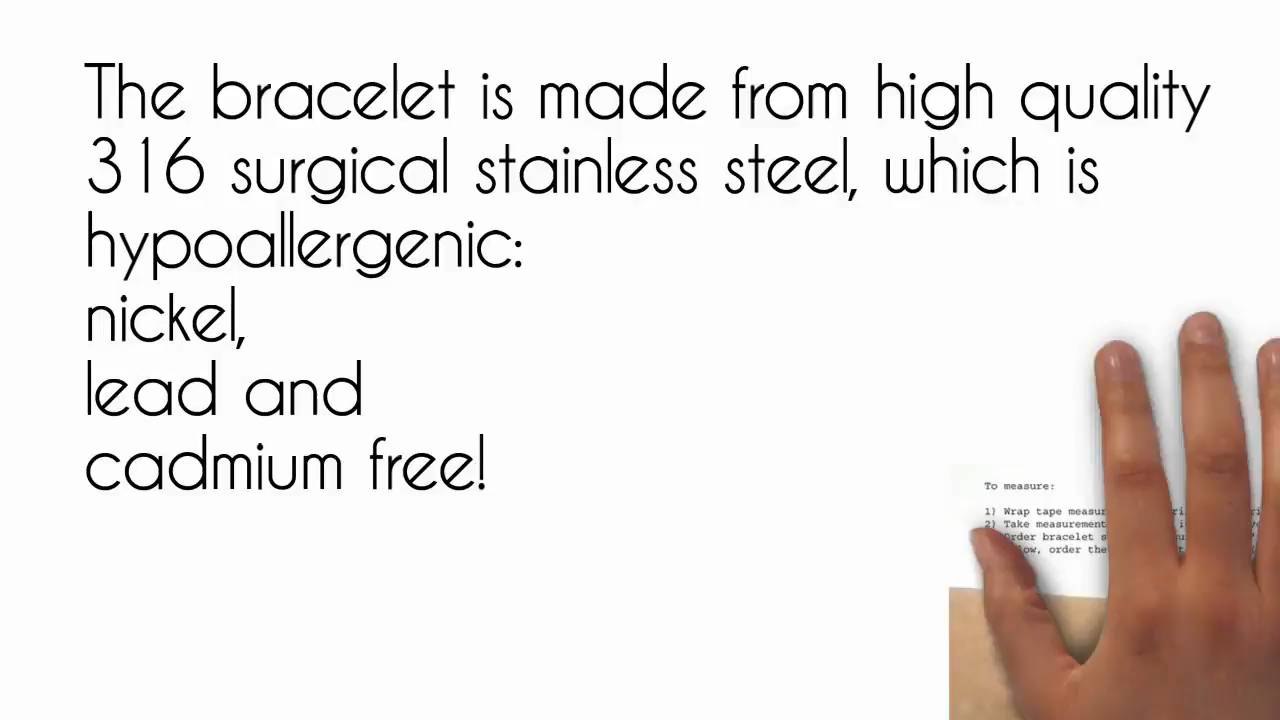 The bracelet is made from high quality
316 surgical stainless steel, which is
hypoallergenic:
nickel,
lead and
cadmium free!
To measure:
1) Wrap tape
2) Take measurement
Order bracelet
order the